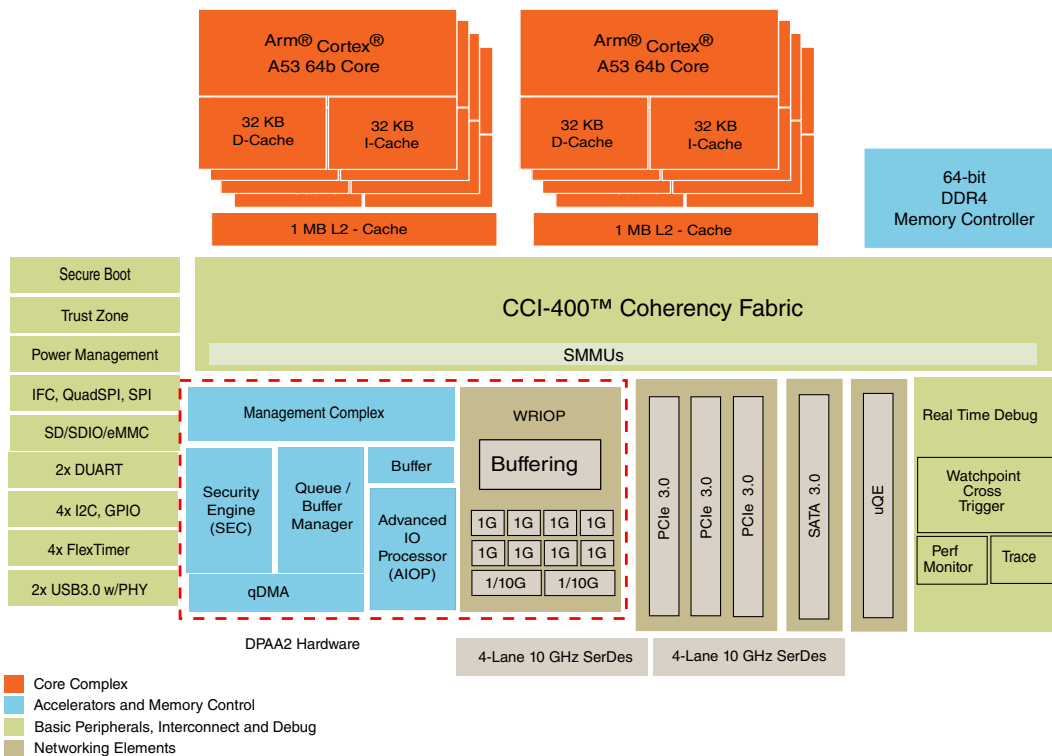 Arm® Cortex®
A53 64b Core
32 KB
D-Cache
32 KB
I-Cache
1 MB L2 - Cache
Arm® Cortex®
A53 64b Core
32 KB
D-Cache
32 KB
I-Cache
1 MB L2 - Cache
64-bit
DDR4
Memory Controller
Secure Boot
Trust Zone
Power Management
IFC, QuadSPI, SPI
SD/SDIO/eMMC
2x DUART
4x I2C, GPIO
4x FlexTimer
2x USB3.0 w/PHY
CCI-400™ Coherency Fabric
SMMUs
Management Complex
Security
Engine
(SEC)
Queue /
Buffer
Manager
Buffer
Advanced
IO
Processor
(AIOP)
qDMA
WRIOP
Buffering
1G 1G 1G 1G
1G 1G 1G 1G
1/10G 1/10G
PCIe 3.0
PCIe 3.0
PCIe 3.0
SATA 3.0
uQE
Real Time Debug
Watchpoint
Cross
Trigger
Perf
Monitor
Trace
DPAA2 Hardware
4-Lane 10 GHz SerDes
4-Lane 10 GHz SerDes
Core Complex
Accelerators and Memory Control
Basic Peripherals, Interconnect and Debug
Networking Elements